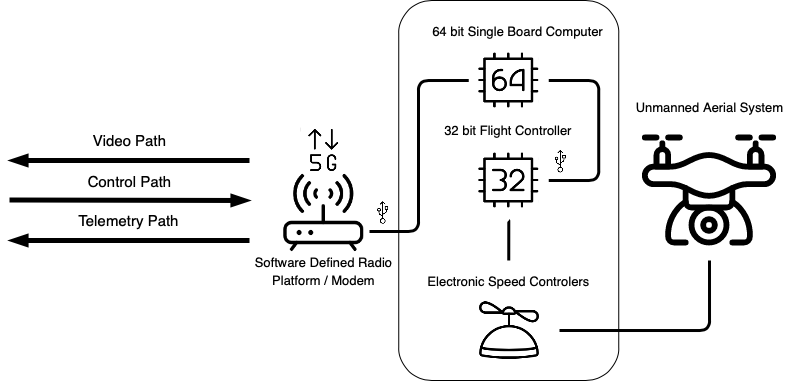 64 bit Single Board Computer
64
Unmanned Aerial System
32 bit Flight Controller
Video Path
5G
Control Path
32
Telemetry Path
Software Defined Radio
Platform / Modem
Electronic Speed Controlers